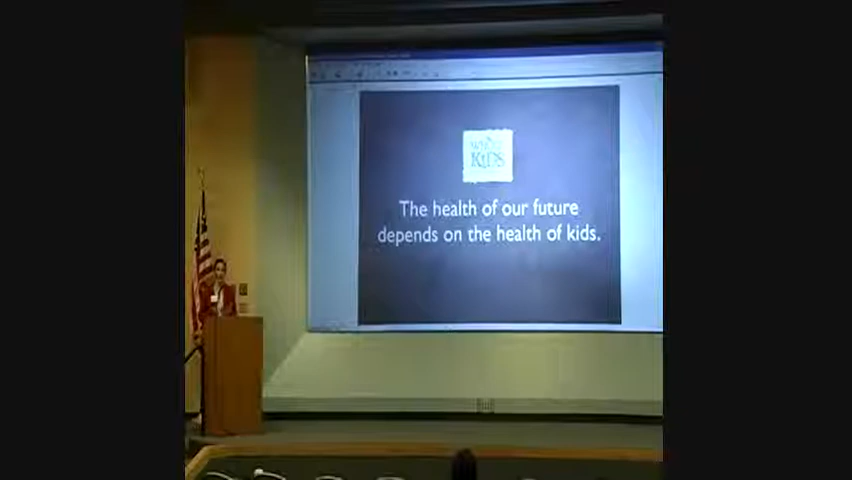 KIDS
The health of our future
depends on the health of kids.